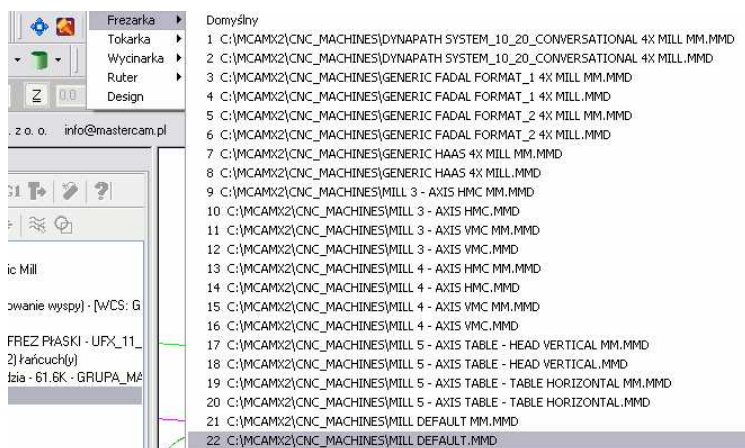 Frezarka
Tokarka
Wycinarka
Ruter
Design
Z 0.0
. z o. o. info@mastercam.pl
G1
ic Mill
owanie wyspy) - [WCS: G
FREZ PŁASKI - UFX_11_
2) łańcuch(y)
dzia - 61.6K - GRUPA_MA
Domyślny
1 C:\MCAMX2\CNC_MACHINES\DYNAPATH SYSTEM_10_20_CONVERSATIONAL 4X MILL MM.MMD
2 C:\MCAMX2\CNC_MACHINES\DYNAPATH SYSTEM_10_20_CONVERSATIONAL 4X MILL.MMD
3 C:\MCAMX2\CNC_MACHINES\GENERIC FADAL FORMAT_1 4X MILL MM.MMD
4 C:\MCAMX2\CNC_MACHINES\GENERIC FADAL FORMAT_1 4X MILL.MMD
5 C:\MCAMX2\CNC_MACHINES\GENERIC FADAL FORMAT_2 4X MILL MM.MMD
6 C:\MCAMX2\CNC_MACHINES\GENERIC FADAL FORMAT_2 4X MILL.MMD
7 C:\MCAMX2\CNC_MACHINES\GENERIC HAAS 4X MILL MM.MMD
8 C:\MCAMX2\CNC_MACHINES\GENERIC HAAS 4X MILL.MMD
9 C:\MCAMX2\CNC_MACHINES\MILL 3 - AXIS HMC MM.MMD
10 C:\MCAMX2\CNC_MACHINES\MILL 3 - AXIS HMC.MMD
11 C:\MCAMX2\CNC_MACHINES\MILL 3 - AXIS VMC MM.MMD
12 C:\MCAMX2\CNC_MACHINES\MILL 3 - AXIS VMC.MMD
13 C:\MCAMX2\CNC_MACHINES\MILL 4 - AXIS HMC MM.MMD
14 C:\MCAMX2\CNC_MACHINES\MILL 4 - AXIS HMC.MMD
15 C:\MCAMX2\CNC_MACHINES\MILL 4 - AXIS VMC MM.MMD
16 C:\MCAMX2\CNC_MACHINES\MILL 4 - AXIS VMC.MMD
17 C:\MCAMX2\CNC_MACHINES\MILL 5 - AXIS TABLE - HEAD VERTICAL MM.MMD
18 C:\MCAMX2\CNC_MACHINES\MILL 5 - AXIS TABLE - HEAD VERTICAL.MMD
19 C:\MCAMX2\CNC_MACHINES\MILL 5 - AXIS TABLE - TABLE HORIZONTAL MM.MMD
20 C:\MCAMX2\CNC_MACHINES\MILL 5 - AXIS TABLE - TABLE HORIZONTAL.MMD
21 C:\MCAMX2\CNC_MACHINES\MILL DEFAULT MM.MMD
22 C:\MCAMX2\CNC_MACHINES\MILL DEFAULT.MMD